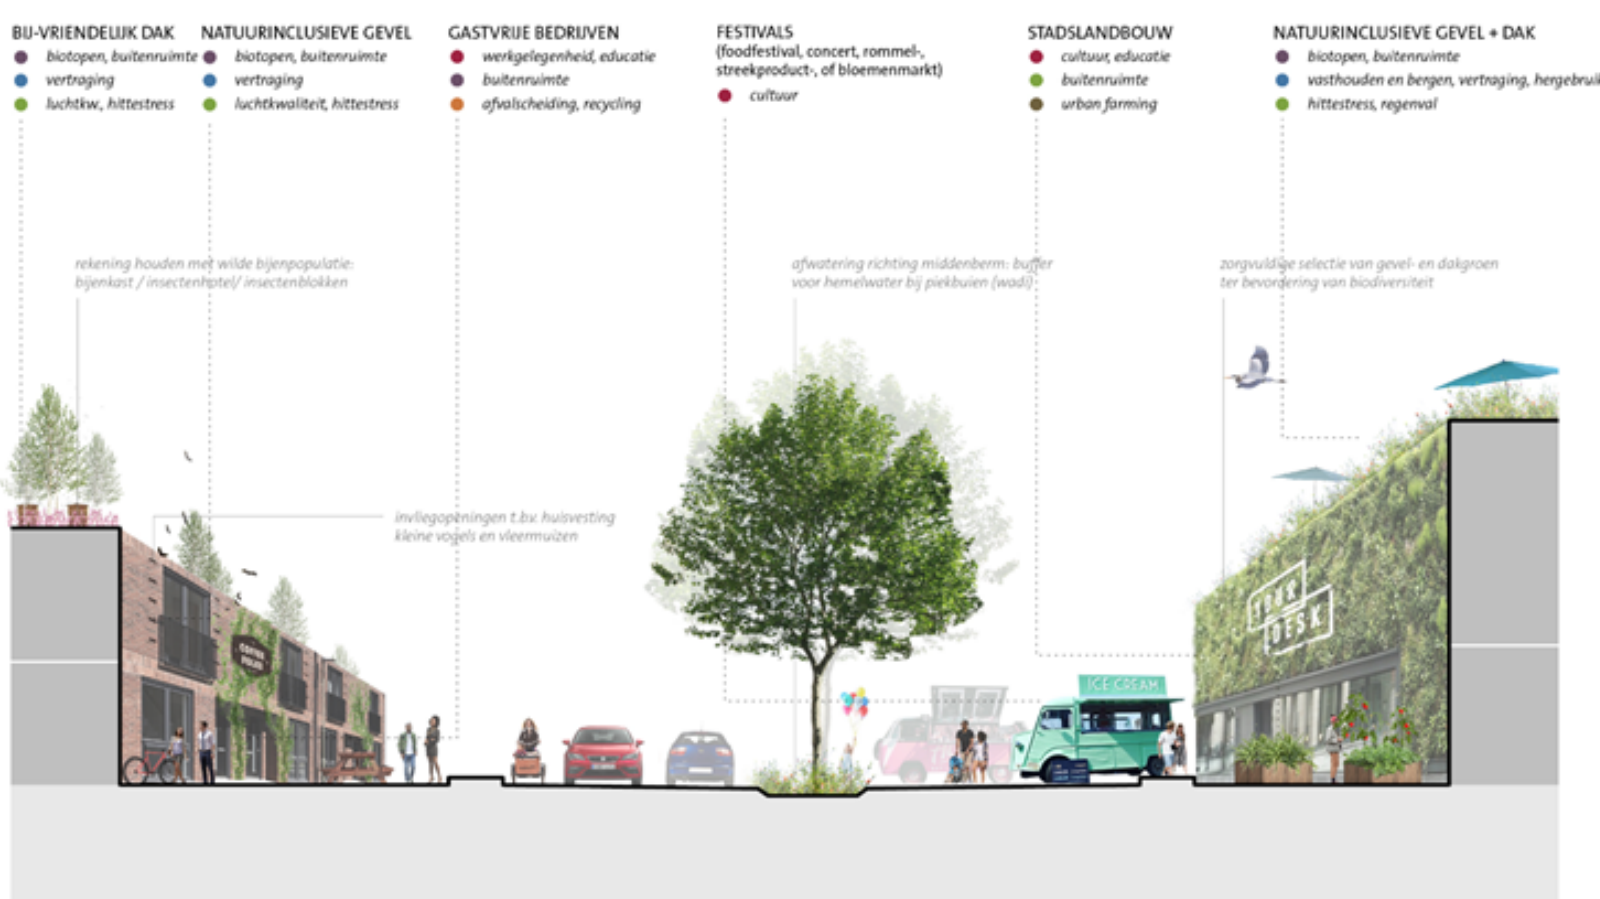 BIJ-VRIENDELIJK DAK
biotopen, buitenruimte
vertraging
luchtkw., hittestress
NATUURINCLUSIEVE GEVEL
biotopen, buitenruimte
vertraging
luchtkwaliteit, hittestress
GASTVRIJE BEDRIJVEN
werkgelegenheid, educatie
buitenruimte
afvalscheiding, recycling
FESTIVALS
(foodfestival, concert, rommel-,
streekproduct-, of bloemenmarkt)
cultuur
STADSLANDBOUW
cultuur, educatie
buitenruimte
urban farming
NATUURINCLUSIEVE GEVEL + DAK
biotopen, buitenruimte
vasthouden en bergen, vertraging, hergebruik
hittestress, regenval
rekening houden met wilde bijenpopulatie:
bijenkast / insectenhotel/ insectenblokken
afwatering richting middenberm: buffer
voor hemelwater bij piekbuien (wadi)
zorgvuldige selectie van gevel- en dakgroen
ter bevordering van biodiversiteit
invliegopeningen t.b.v. huisvesting
kleine vogels en vleermuizen
COFFEE
DESK
ICE CREAM